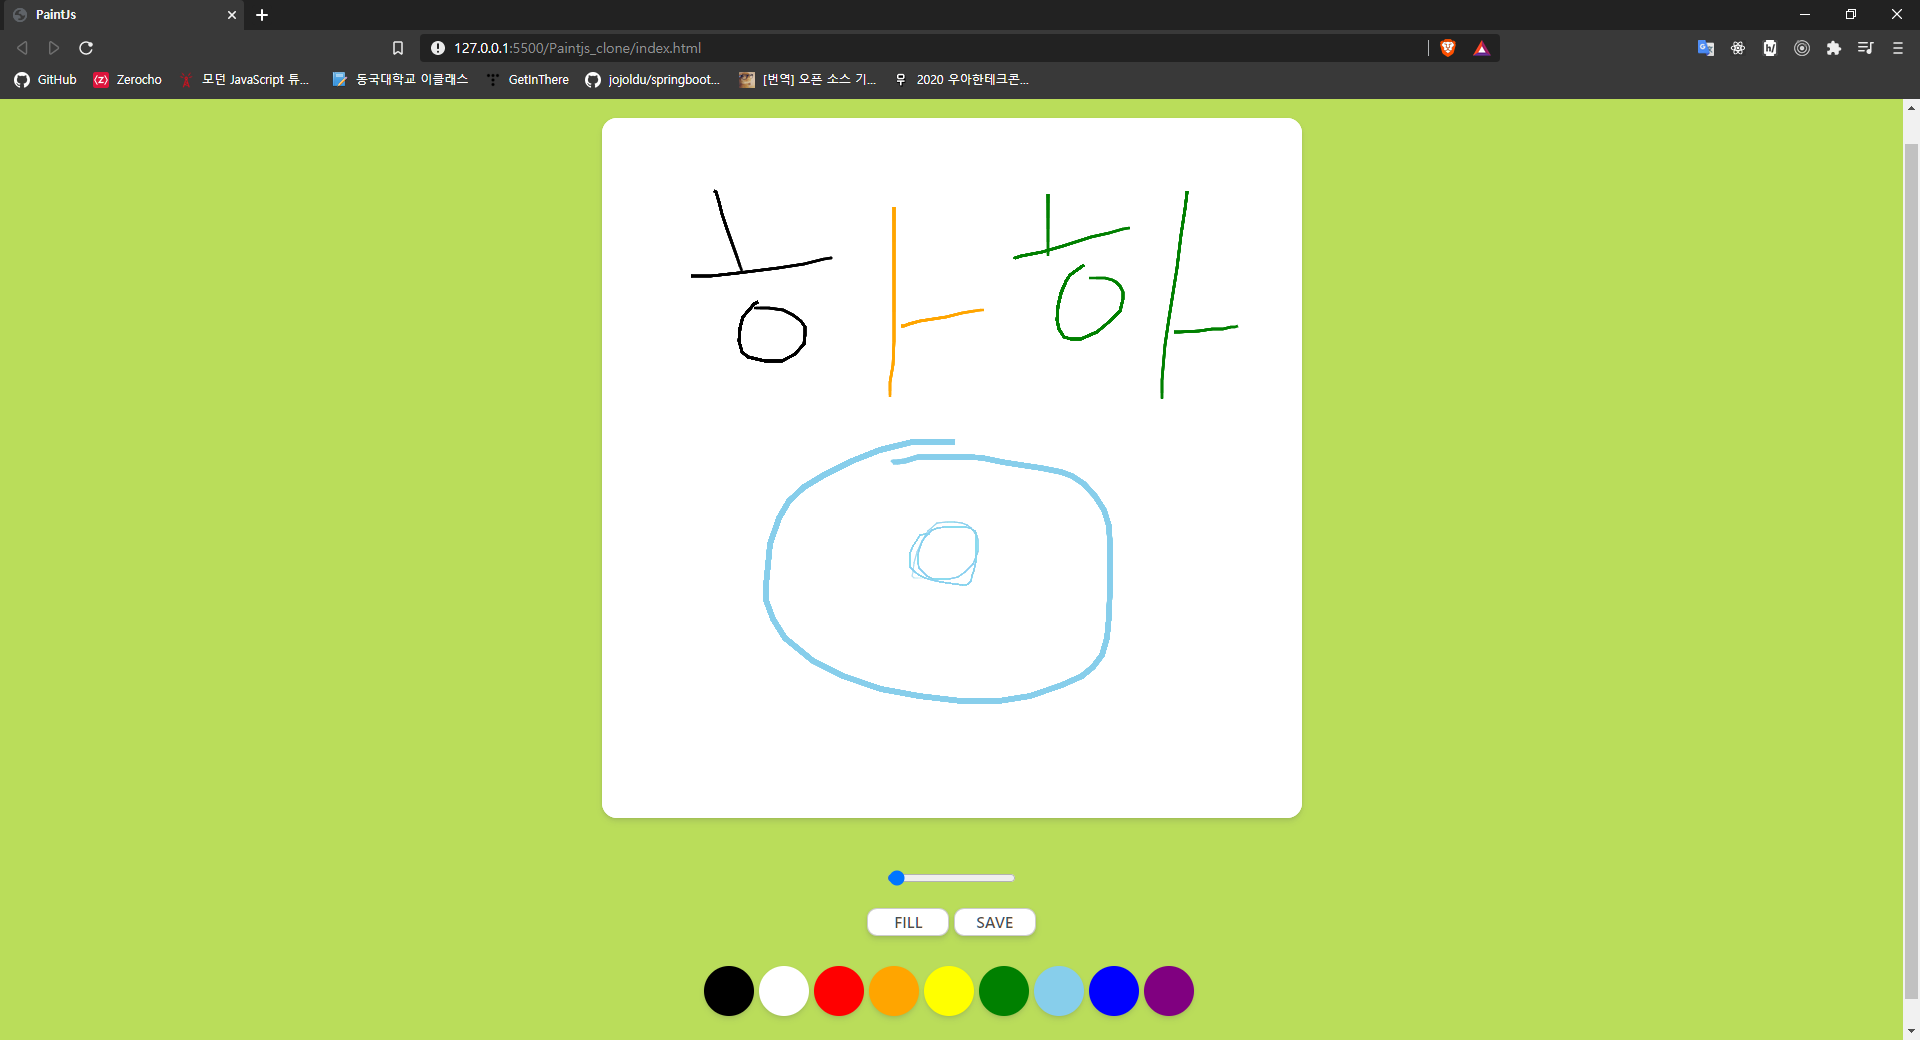 PaintJs
127.0.0.1:5500/Paintjs_clone/index.html
GitHub Zerocho 모던 JavaScript 튜... 동국대학교 이클래스 GetInThere jojoldu/springboot... [번역] 오픈 소스 기... 2020 우아한테크콘...
하하
FILL SAVE